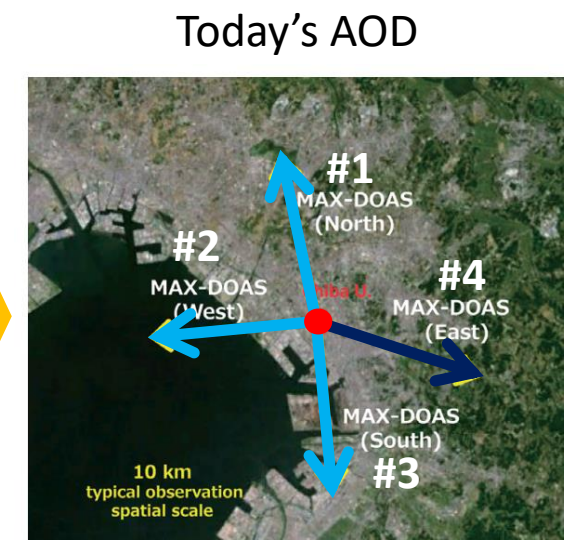 Today's AOD
#1
MAX-DOAS
(North)
#2
MAX-DOAS
(West)
#4
MAX-DOAS
(East)
U.
MAX-DOAS
(South)
#3
10 km
typical observation
spatial scale